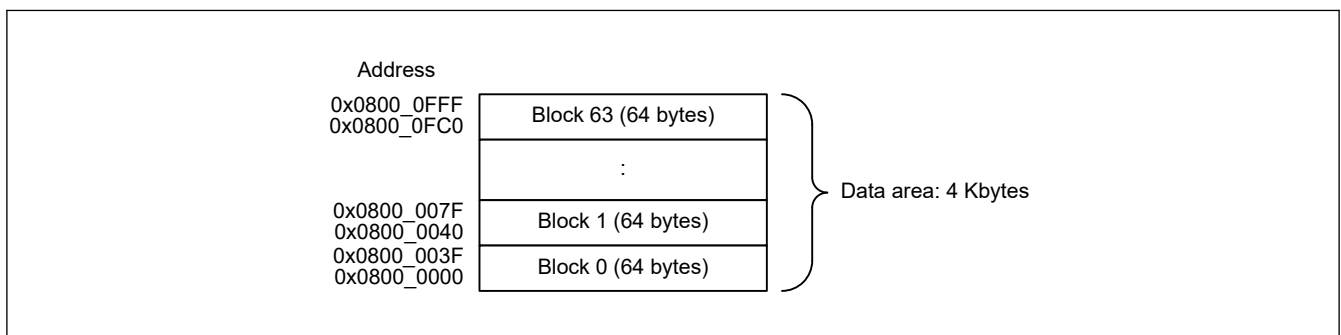 Address
0x0800_0FFF
0x0800_0FC0
Block 63 (64 bytes)
:
Data area: 4 Kbytes
0x0800_007F
0x0800_0040
Block 1 (64 bytes)
0x0800_003F
0x0800_0000
Block 0 (64 bytes)